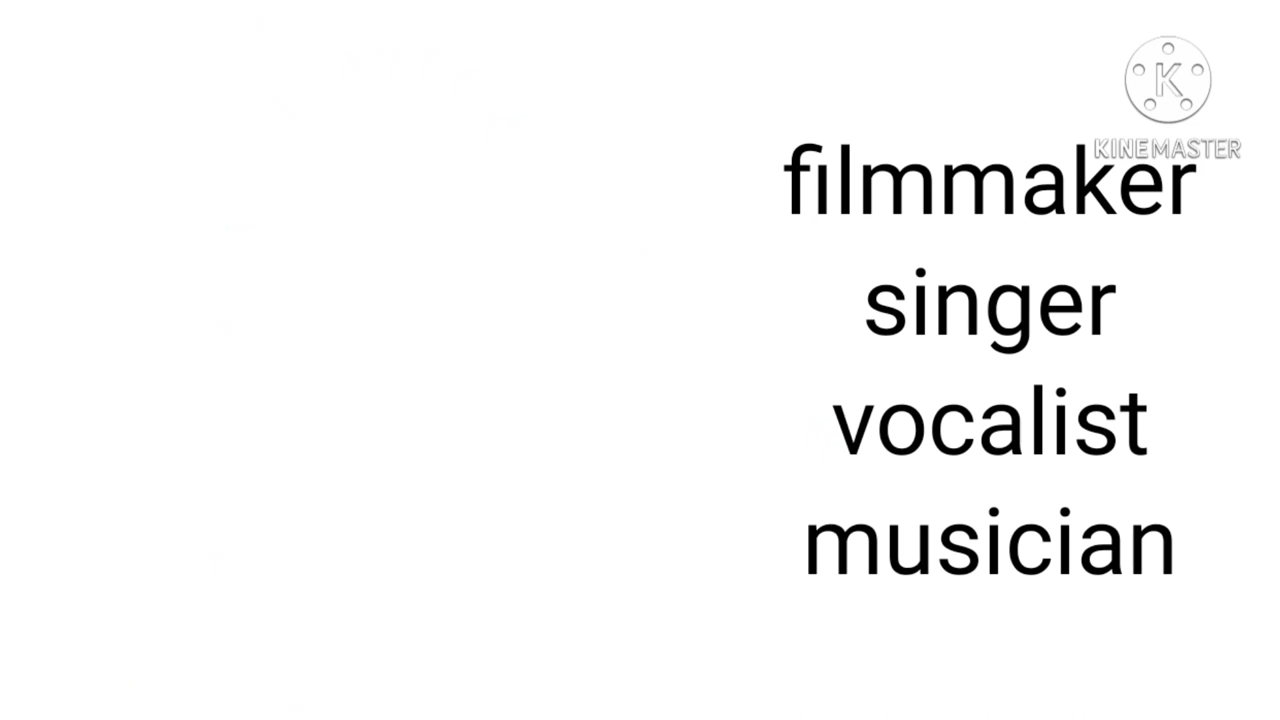 K
KINEMASTER
filmmaker
singer
vocalist
musician